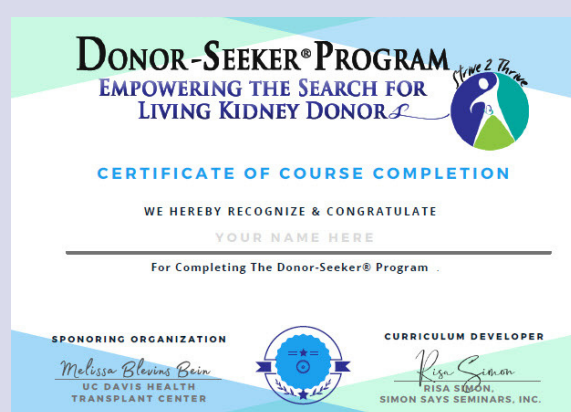 DONOR-SEEKER® PROGRAM
EMPOWERING THE SEARCH FOR
LIVING KIDNEY DONORS
Strive 2 Thrive
CERTIFICATE OF COURSE COMPLETION
WE HEREBY RECOGNIZE & CONGRATULATE
YOUR NAME HERE
For Completing The Donor-Seeker® Program .
SPONORING ORGANIZATION
Melissa Blevins Bein
UC DAVIS HEALTH
TRANSPLANT CENTER
CURRICULUM DEVELOPER
Risa Simon
RISA SIMON,
SIMON SAYS SEMINARS, INC.